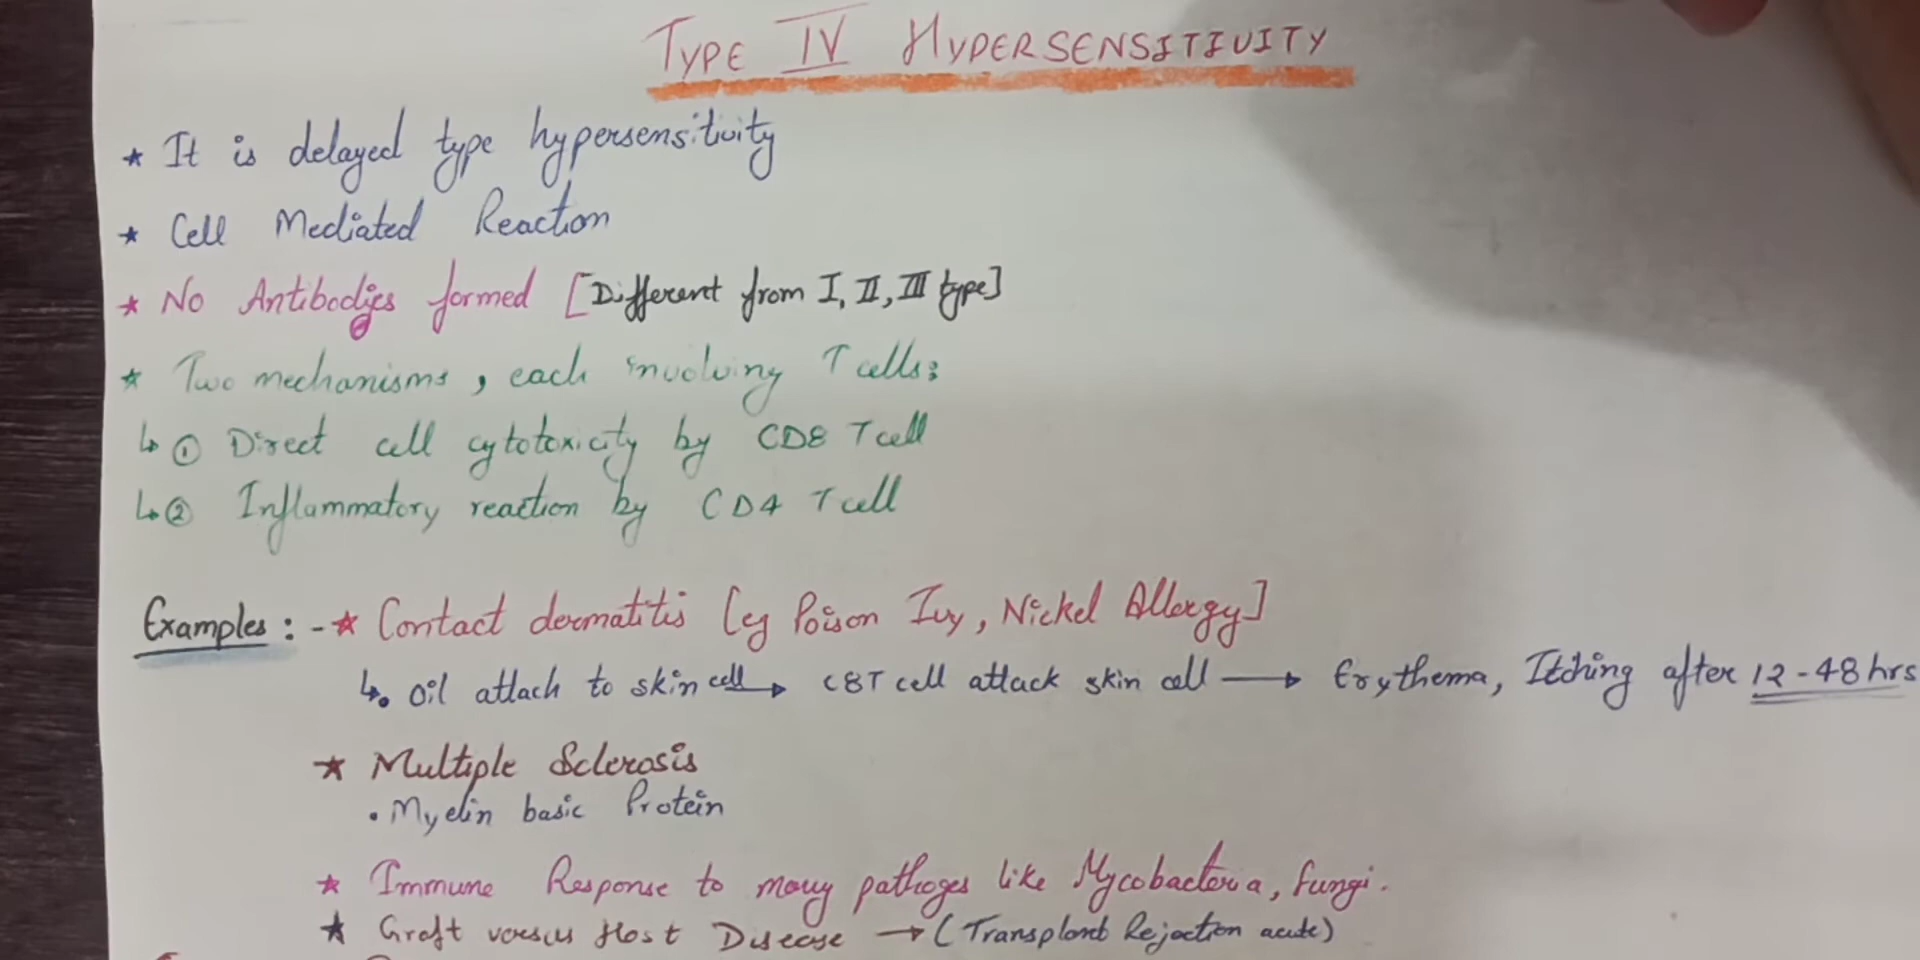 TYPE IV HYPERSENSITIVITY
* It is delayed type hypersensitivity
* Cell Mediated Reaction
* No Antibodies formed [Different from I, II, III type]
* Two mechanisms, each involving T cells:
↳ ① Direct cell cytotoxicity by CD8 T cell
↳ ② Inflammatory reaction by CD4 T cell
Examples : - * Contact dermatitis [eg Poison Ivy, Nickel Allergy]
↳. Oil attach to skin cell → C8T cell attack skin cell → Erythema, Itching after 12-48 hrs
* Multiple Sclerosis
• Myelin basic Protein
* Immune Response to many pathoges like Mycobacteria, fungi.
* Graft versus Host Disease → (Transplant Rejection acute)